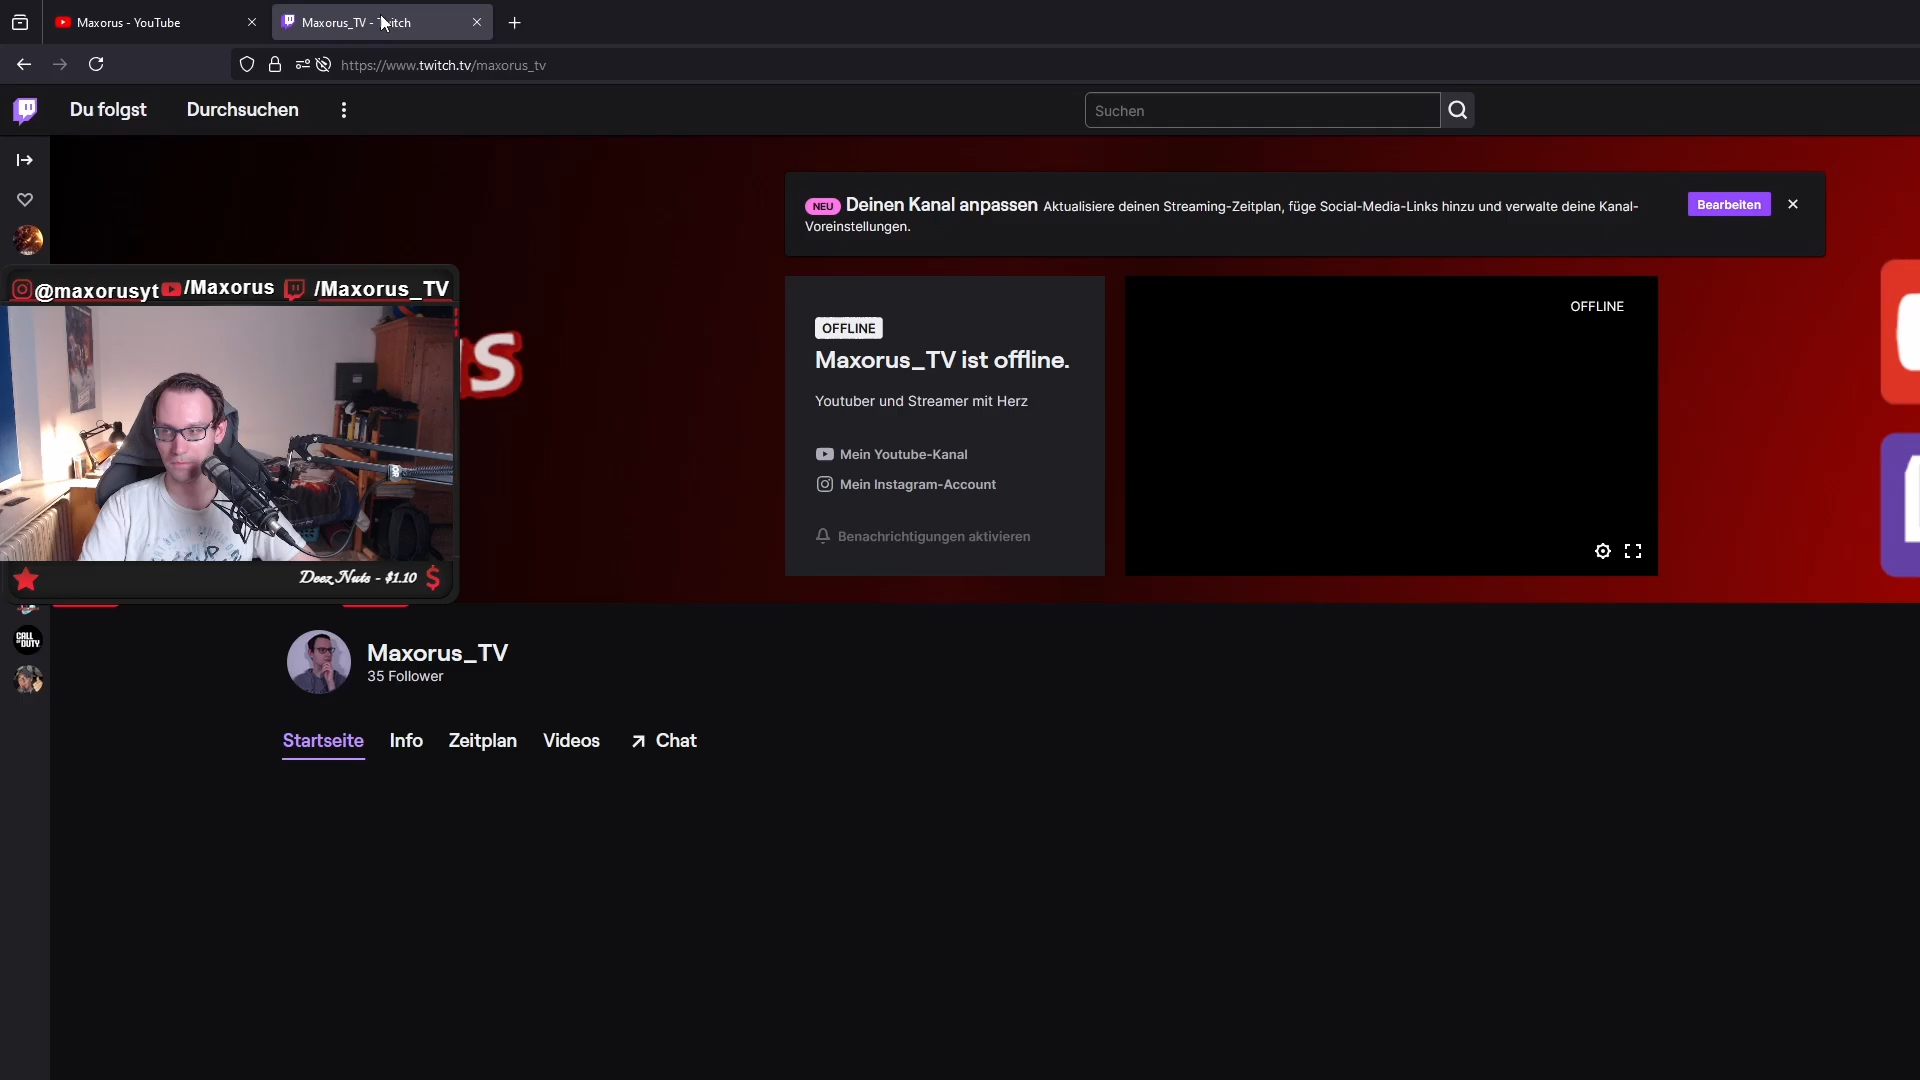 Maxorus - YouTube
Maxorus_TV - Twitch
https://www.twitch.tv/maxorus_tv
Du folgst
Durchsuchen
Suchen
NEU Deinen Kanal anpassen Aktualisiere deinen Streaming-Zeitplan, füge Social-Media-Links hinzu und verwalte deine Kanal-
Voreinstellungen.
Bearbeiten
@maxorusyt /Maxorus /Maxorus_TV
Deez Nuts - $1.10 $
OFFLINE
Maxorus_TV ist offline.
Youtuber und Streamer mit Herz
Mein Youtube-Kanal
Mein Instagram-Account
Benachrichtigungen aktivieren
OFFLINE
CALL OF DUTY
Maxorus_TV
35 Follower
Startseite
Info
Zeitplan
Videos
Chat